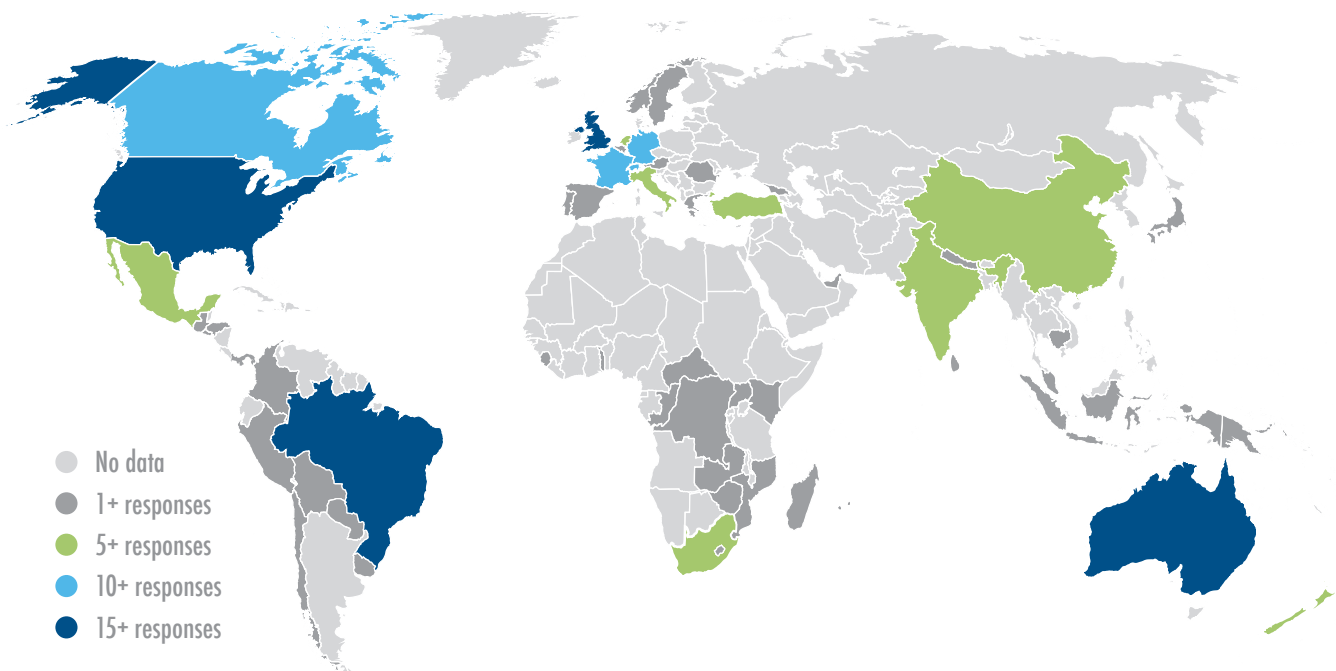 No data
1+ responses
5+ responses
10+ responses
15+ responses